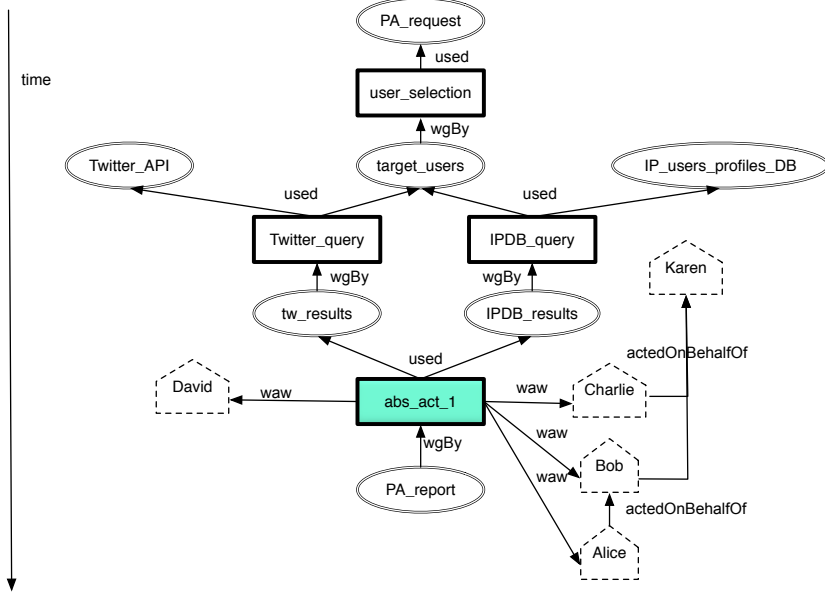 PA_request
used
time
user_selection
wgBy
Twitter_API
target_users
IP_users_profiles_DB
used
used
Twitter_query
IPDB_query
Karen
wgBy
wgBy
tw_results
IPDB_results
used
actedOnBehalfOf
David
waw
abs_act_1
waw
Charlie
wgBy
waw
Bob
waw
PA_report
actedOnBehalfOf
Alice